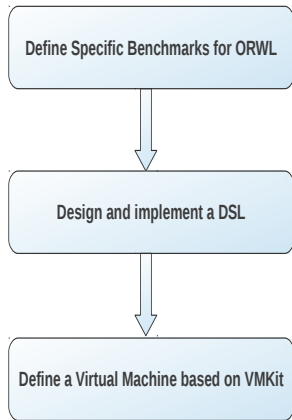 Define Specific Benchmarks for ORWL
Design and implement a DSL
Define a Virtual Machine based on VMKit